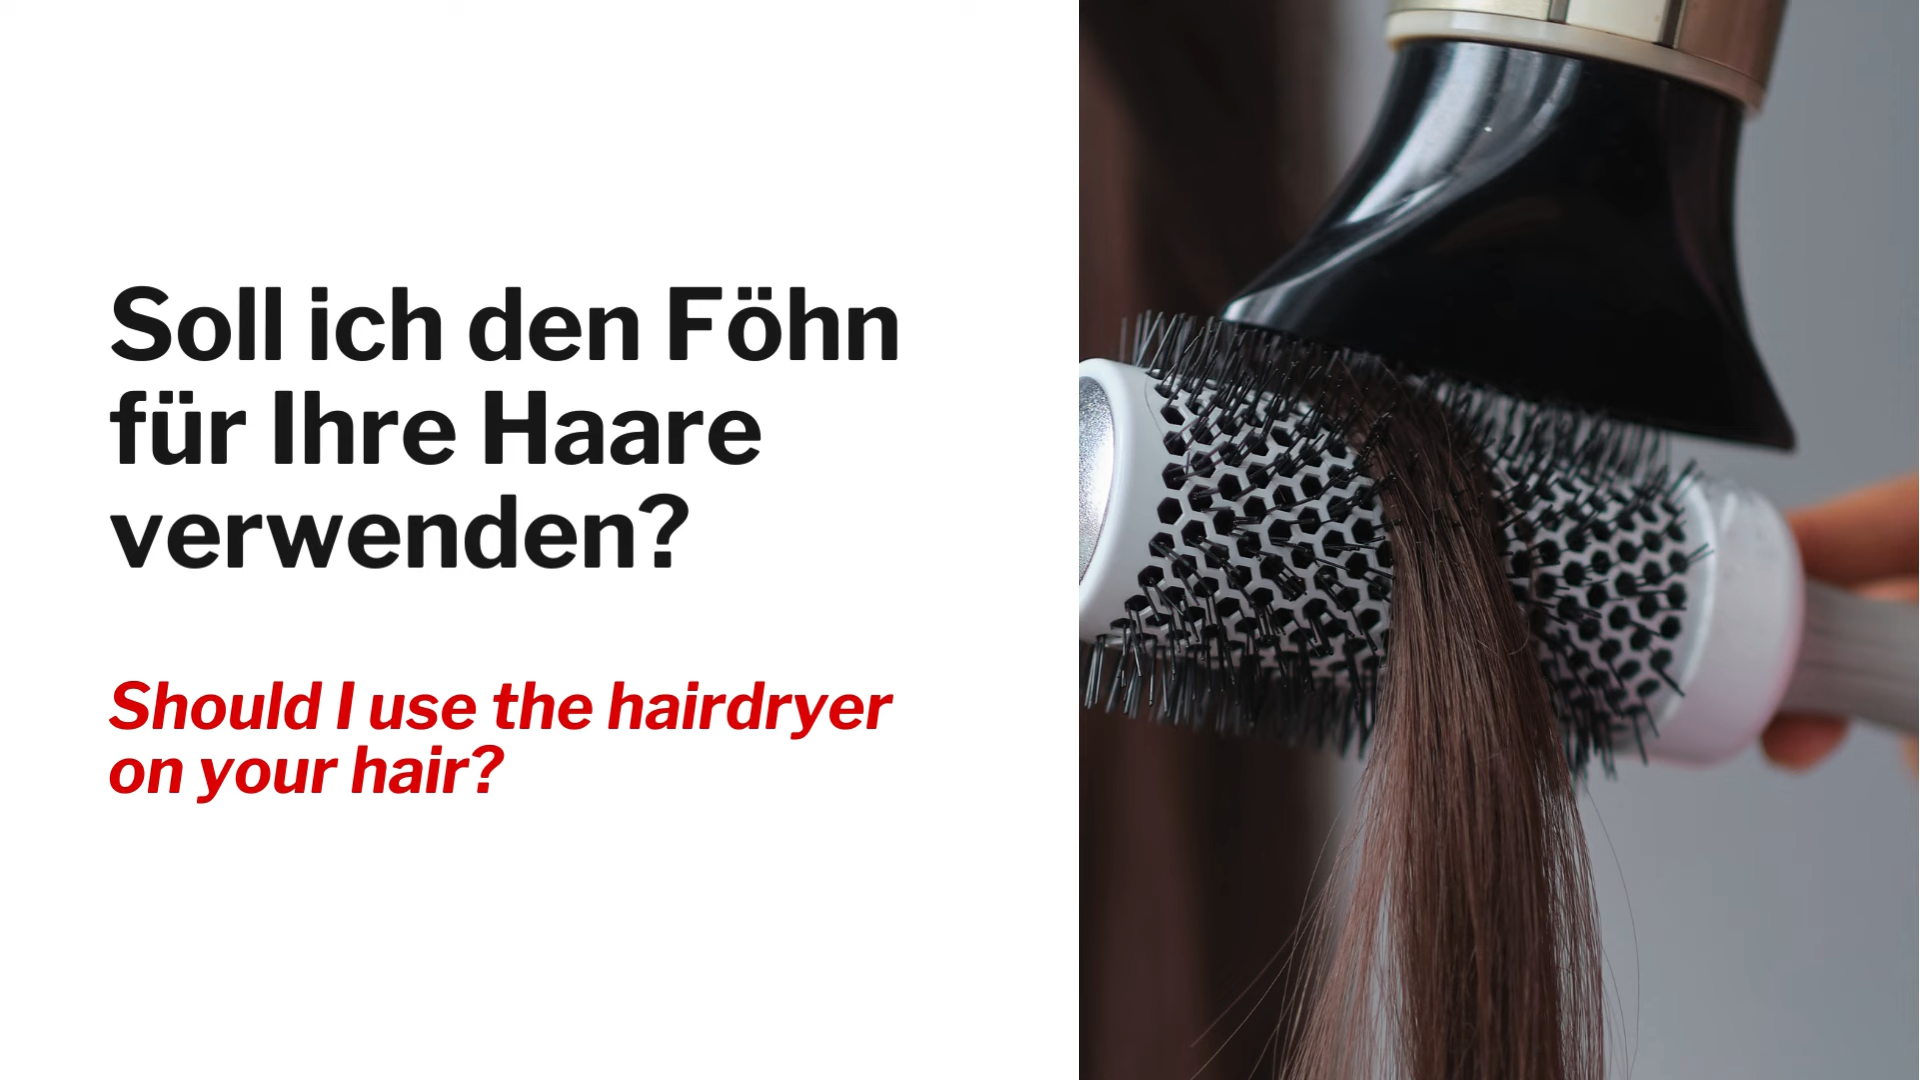 Soll ich den Föhn
für Ihre Haare
verwenden?
Should I use the hairdryer
on your hair?